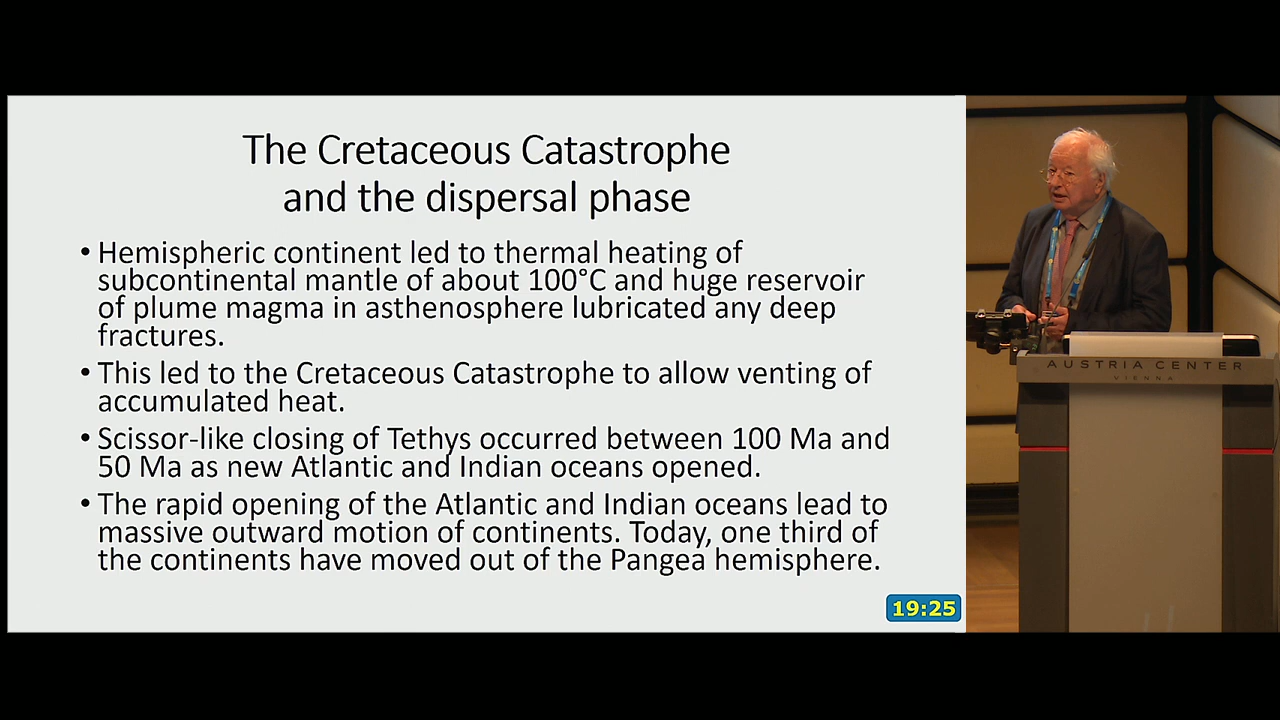 The Cretaceous Catastrophe
and the dispersal phase
• Hemispheric continent led to thermal heating of
subcontinental mantle of about 100°C and huge reservoir
of plume magma in asthenosphere lubricated any deep
fractures.
• This led to the Cretaceous Catastrophe to allow venting of
accumulated heat.
• Scissor-like closing of Tethys occurred between 100 Ma and
50 Ma as new Atlantic and Indian oceans opened.
• The rapid opening of the Atlantic and Indian oceans lead to
massive outward motion of continents. Today, one third of
the continents have moved out of the Pangea hemisphere.
19:25
AUSTRIA CENTER
VIENNA